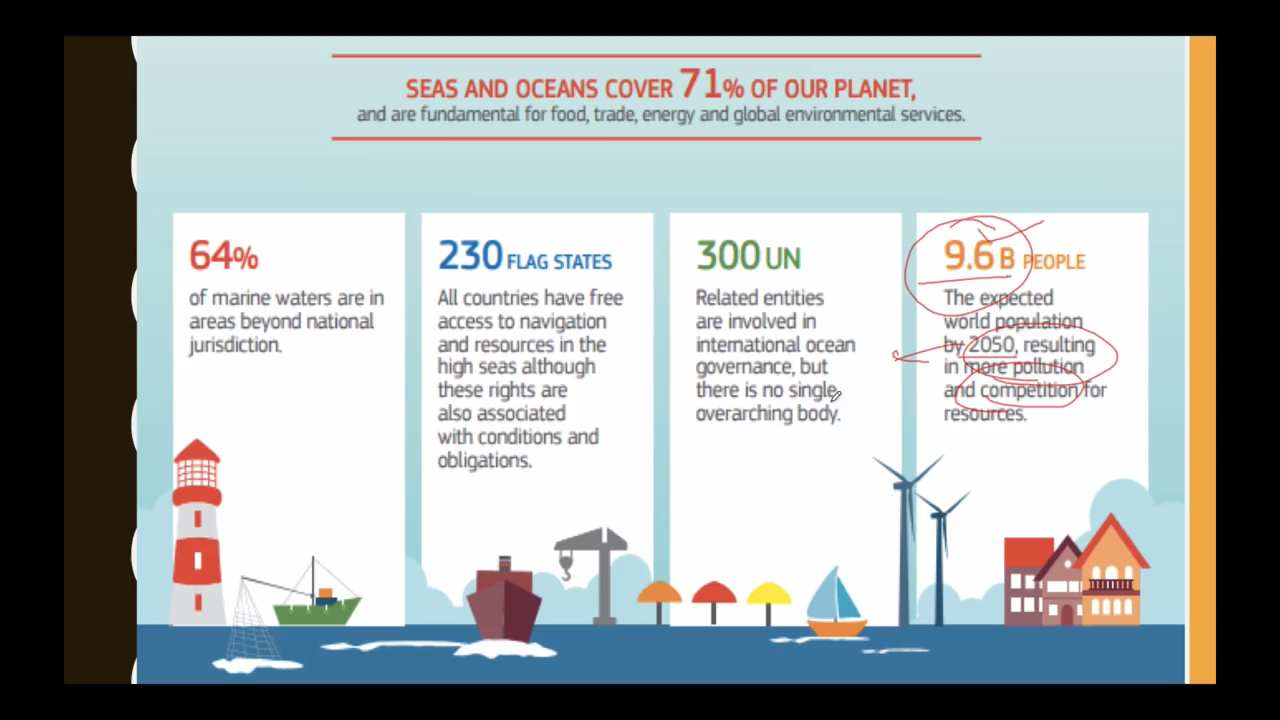 SEAS AND OCEANS COVER 71% OF OUR PLANET,
and are fundamental for food, trade, energy and global environmental services.
64%
of marine waters are in
areas beyond national
jurisdiction.
230 FLAG STATES
All countries have free
access to navigation
and resources in the
high seas although
these rights are
also associated
with conditions and
obligations.
300 UN
Related entities
are involved in
international ocean
governance, but
there is no single
overarching body.
9.6 B PEOPLE
The expected
world population
by 2050, resulting
in more pollution
and competition for
resources.